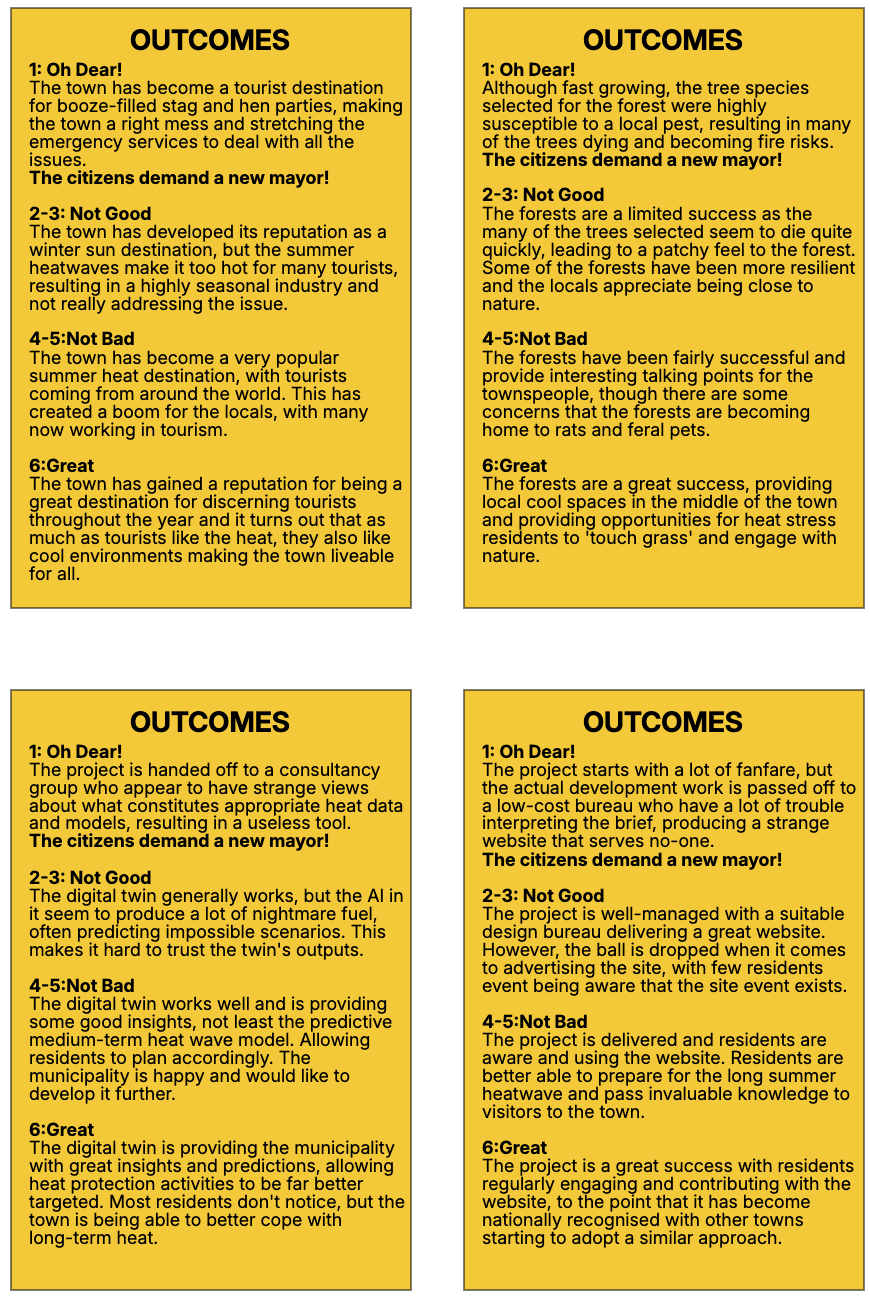 OUTCOMES
1: Oh Dear!
The town has become a tourist destination
for booze-filled stag and hen parties, making
the town a right mess and stretching the
emergency services to deal with all the
issues.
The citizens demand a new mayor!
2-3: Not Good
The town has developed its reputation as a
winter sun destination, but the summer
heatwaves make it too hot for many tourists,
resulting in a highly seasonal industry and
not really addressing the issue.
4-5:Not Bad
The town has become a very popular
summer heat destination, with tourists
coming from around the world. This has
created a boom for the locals, with many
now working in tourism.
6:Great
The town has gained a reputation for being a
great destination for discerning tourists
throughout the year and it turns out that as
much as tourists like the heat, they also like
cool environments making the town liveable
for all.
OUTCOMES
1: Oh Dear!
Although fast growing, the tree species
selected for the forest were highly
susceptible to a local pest, resulting in many
of the trees dying and becoming fire risks.
The citizens demand a new mayor!
2-3: Not Good
The forests are a limited success as the
many of the trees selected seem to die quite
quickly, leading to a patchy feel to the forest.
Some of the forests have been more resilient
and the locals appreciate being close to
nature.
4-5:Not Bad
The forests have been fairly successful and
provide interesting talking points for the
townspeople, though there are some
concerns that the forests are becoming
home to rats and feral pets.
6:Great
The forests are a great success, providing
local cool spaces in the middle of the town
and providing opportunities for heat stress
residents to 'touch grass' and engage with
nature.
OUTCOMES
1: Oh Dear!
The project is handed off to a consultancy
group who appear to have strange views
about what constitutes appropriate heat data
and models, resulting in a useless tool.
The citizens demand a new mayor!
2-3: Not Good
The digital twin generally works, but the AI in
it seem to produce a lot of nightmare fuel,
often predicting impossible scenarios. This
makes it hard to trust the twin's outputs.
4-5:Not Bad
The digital twin works well and is providing
some good insights, not least the predictive
medium-term heat wave model. Allowing
residents to plan accordingly. The
municipality is happy and would like to
develop it further.
6:Great
The digital twin is providing the municipality
with great insights and predictions, allowing
heat protection activities to be far better
targeted. Most residents don't notice, but the
town is being able to better cope with
long-term heat.
OUTCOMES
1: Oh Dear!
The project starts with a lot of fanfare, but
the actual development work is passed off to
a low-cost bureau who have a lot of trouble
interpreting the brief, producing a strange
website that serves no-one.
The citizens demand a new mayor!
2-3: Not Good
The project is well-managed with a suitable
design bureau delivering a great website.
However, the ball is dropped when it comes
to advertising the site, with few residents
event being aware that the site event exists.
4-5:Not Bad
The project is delivered and residents are
aware and using the website. Residents are
better able to prepare for the long summer
heatwave and pass invaluable knowledge to
visitors to the town.
6:Great
The project is a great success with residents
regularly engaging and contributing with the
website, to the point that it has become
nationally recognised with other towns
starting to adopt a similar approach.